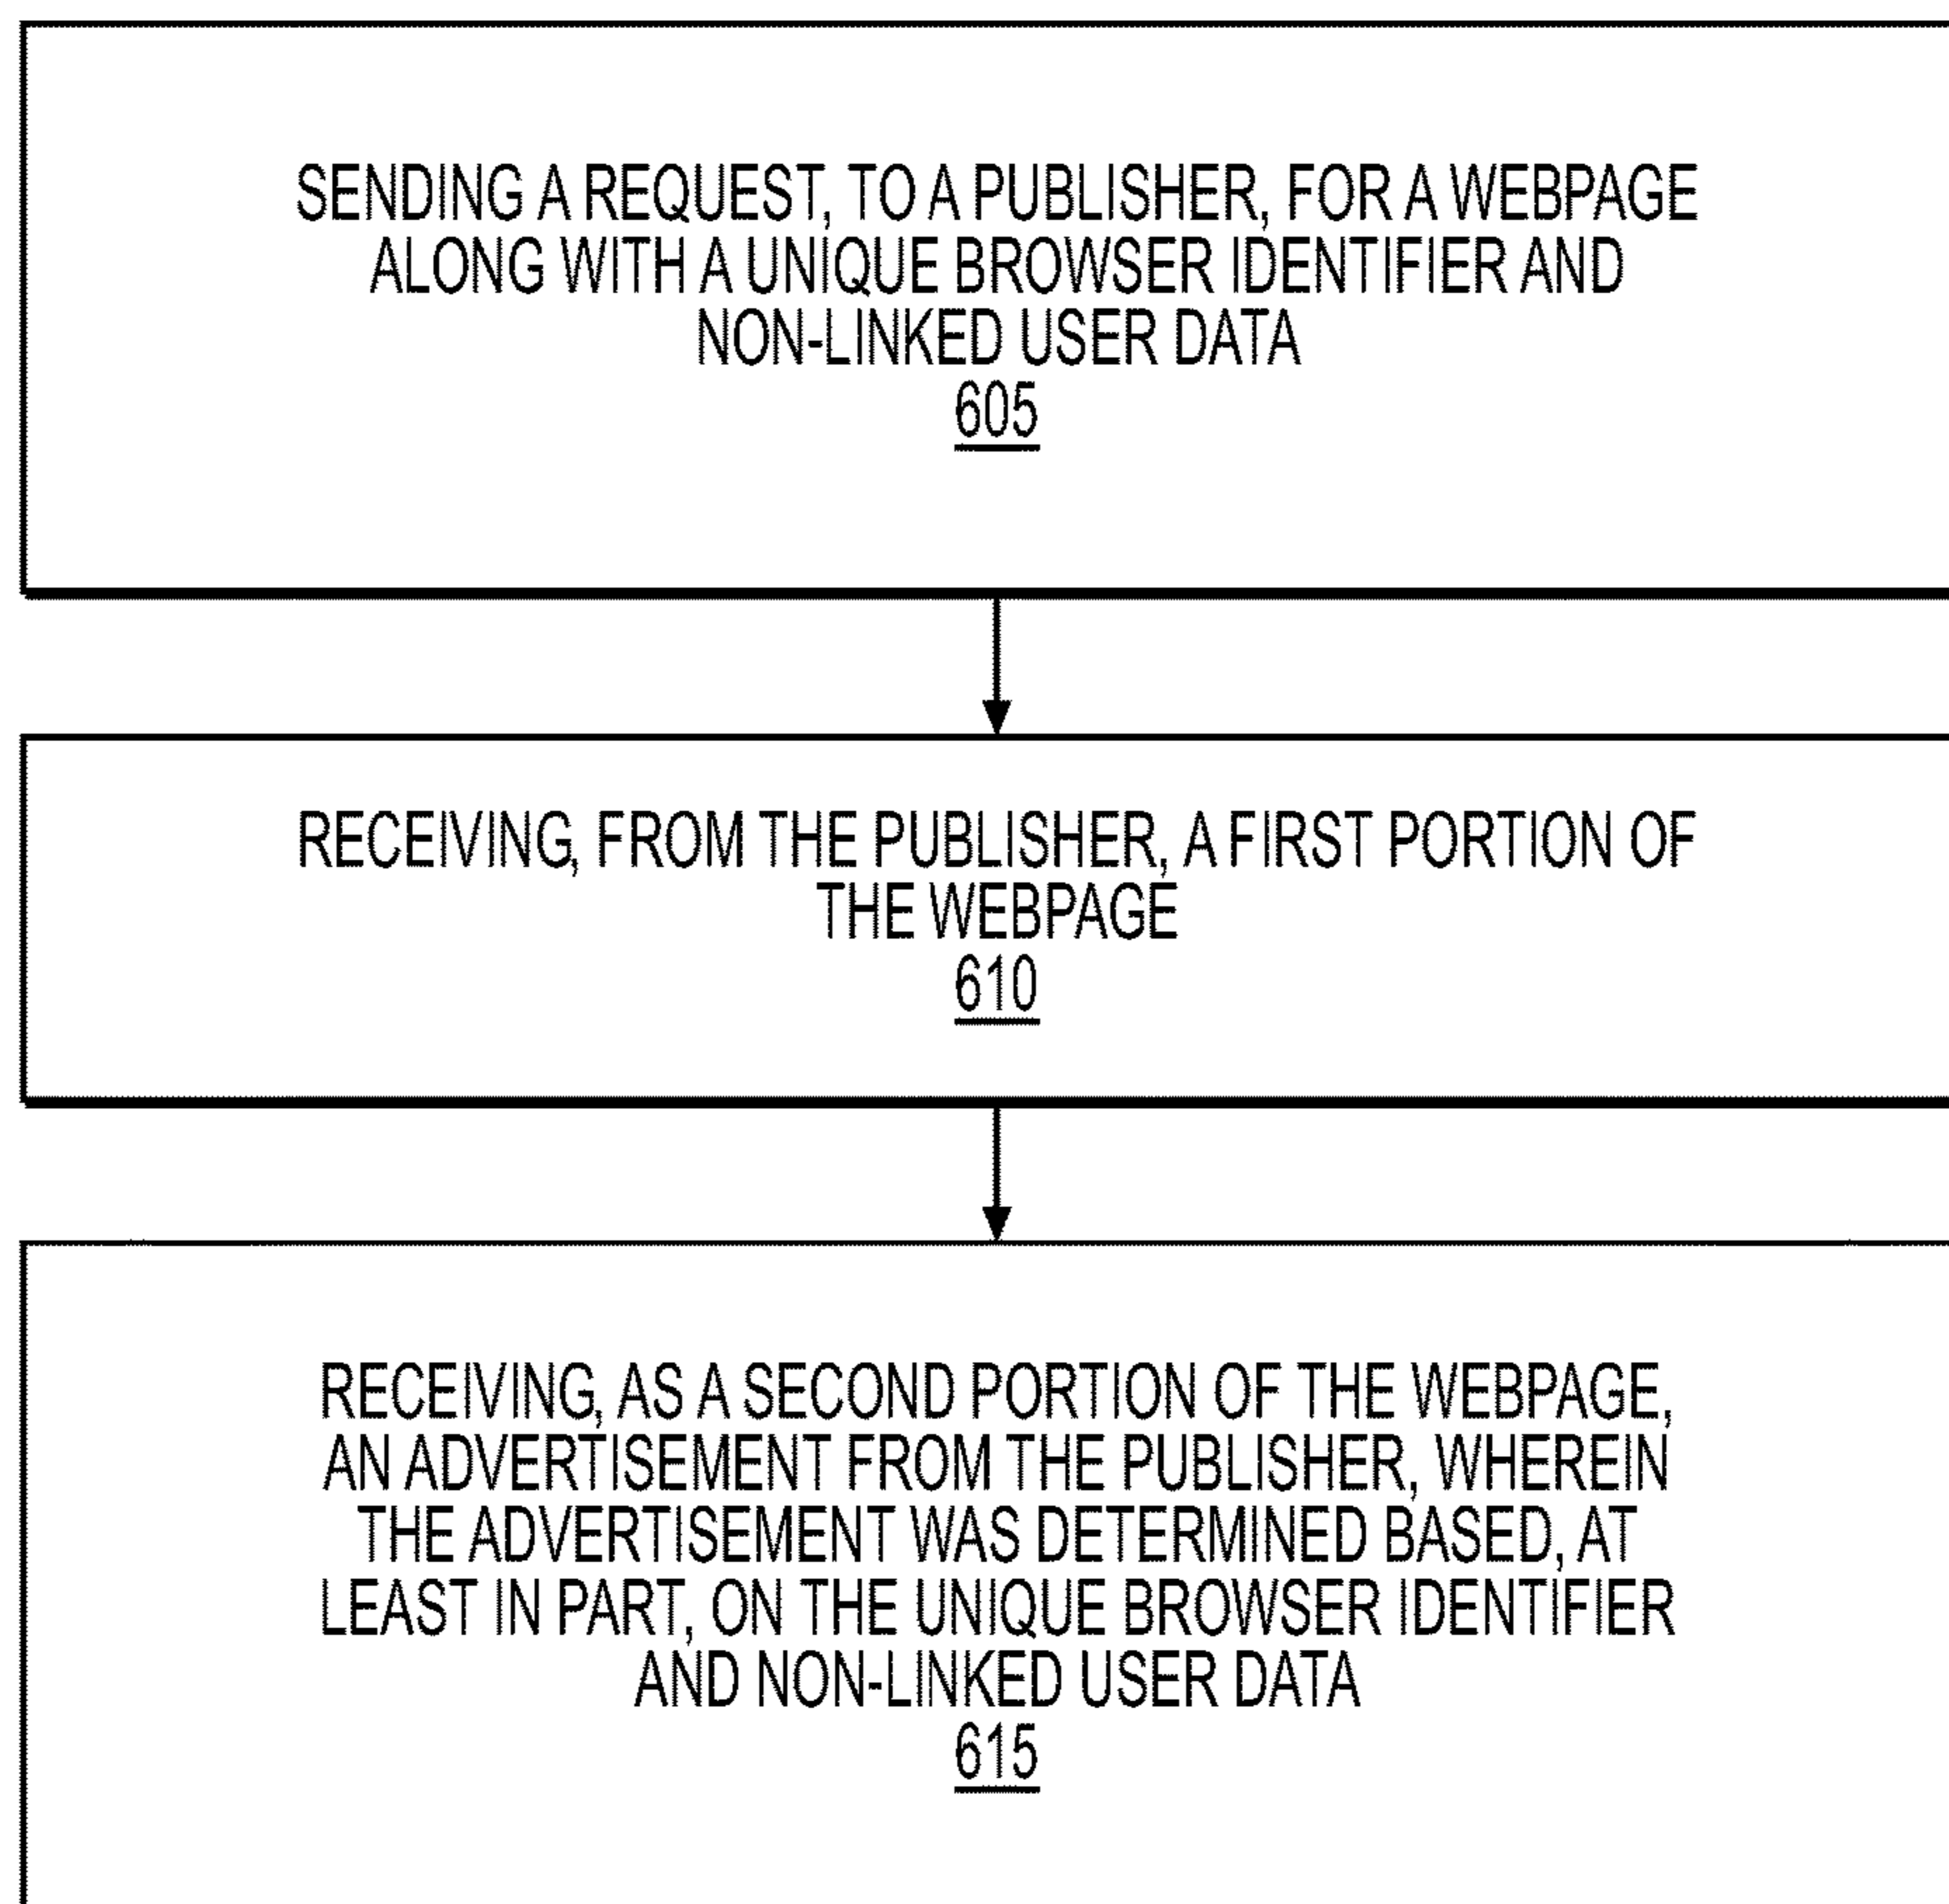 SENDING A REQUEST, TO A PUBLISHER, FOR A WEBPAGE
ALONG WITH A UNIQUE BROWSER IDENTIFIER AND
NON-LINKED USER DATA
605
RECEIVING, FROM THE PUBLISHER, A FIRST PORTION OF
THE WEBPAGE
610
RECEIVING, AS A SECOND PORTION OF THE WEBPAGE,
AN ADVERTISEMENT FROM THE PUBLISHER, WHEREIN
THE ADVERTISEMENT WAS DETERMINED BASED, AT
LEAST IN PART, ON THE UNIQUE BROWSER IDENTIFIER
AND NON-LINKED USER DATA
615